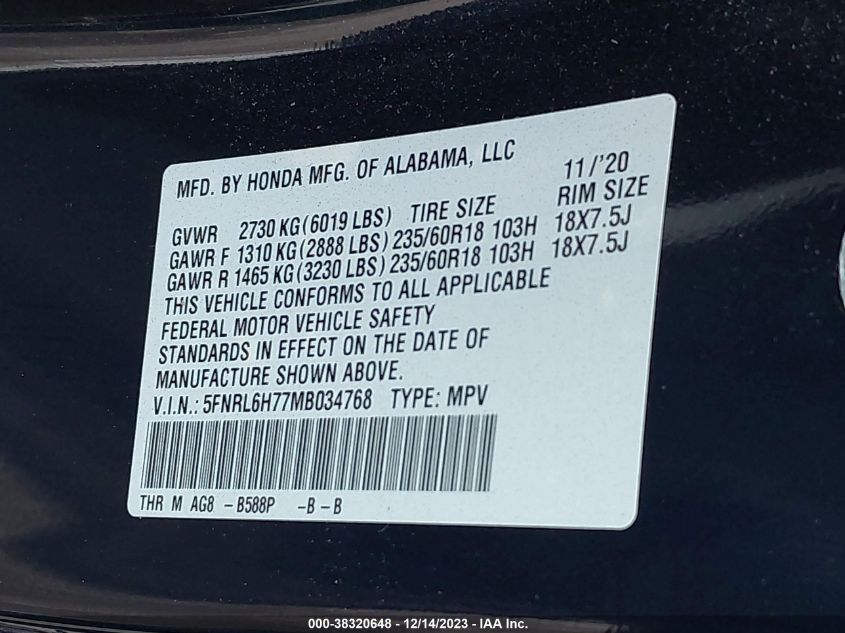 MFD. BY HONDA MFG. OF ALABAMA, LLC 11/'20
GVWR 2730 KG(6019 LBS) TIRE SIZE RIM SIZE
GAWR F 1310 KG(2888 LBS) 235/60R18 103H 18X7.5J
GAWR R 1465 KG(3230 LBS) 235/60R18 103H 18X7.5J
THIS VEHICLE CONFORMS TO ALL APPLICABLE
FEDERAL MOTOR VEHICLE SAFETY
STANDARDS IN EFFECT ON THE DATE OF
MANUFACTURE SHOWN ABOVE.
V.I.N.: 5FNRL6H77MB034768 TYPE: MPV
THR M AG8 -B588P -B-B
000-38320648 - 12/14/2023 - IAA Inc.